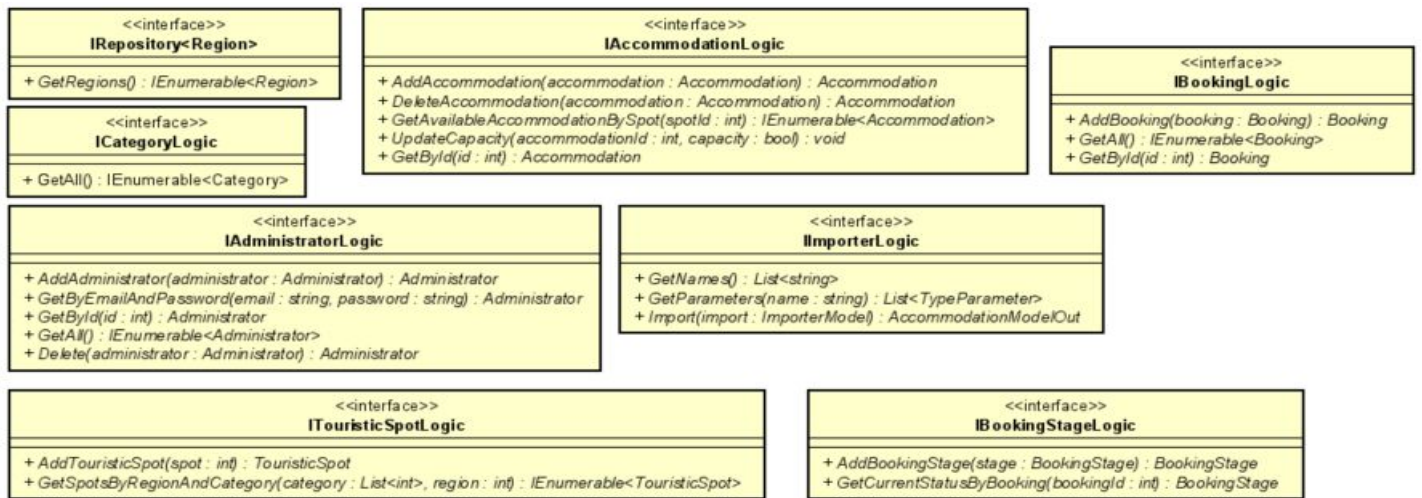 <<interface>>
IRepository<Region>
+ GetRegions() : IEnumerable<Region>
<<interface>>
IAccommodationLogic
+ AddAccommodation(accommodation : Accommodation) : Accommodation
+ DeleteAccommodation(accommodation : Accommodation) : Accommodation
+ GetAvailableAccommodationBySpot(spotId : int) : IEnumerable<Accommodation>
+ UpdateCapacity(accommodationId : int, capacity : bool) : void
+ GetById(id : int) : Accommodation
<<interface>>
IBookingLogic
+ AddBooking(booking : Booking) : Booking
+ GetAll() : IEnumerable<Booking>
+ GetById(id : int) : Booking
<<interface>>
ICategoryLogic
+ GetAll() : IEnumerable<Category>
<<interface>>
IAdministratorLogic
+ AddAdministrator(administrator : Administrator) : Administrator
+ GetByEmailAndPassword(email : string, password : string) : Administrator
+ GetById(id : int) : Administrator
+ GetAll() : IEnumerable<Administrator>
+ Delete(administrator : Administrator) : Administrator
<<interface>>
IImporterLogic
+ GetNames() : List<string>
+ GetParameters(name : string) : List<TypeParameter>
+ Import(import : ImporterModel) : AccommodationModelOut
<<interface>>
ITouristicSpotLogic
+ AddTouristicSpot(spot : int) : TouristicSpot
+ GetSpotsByRegionAndCategory(category : List<int>, region : int) : IEnumerable<TouristicSpot>
<<interface>>
IBookingStageLogic
+ AddBookingStage(stage : BookingStage) : BookingStage
+ GetCurrentStatusByBooking(bookingId : int) : BookingStage